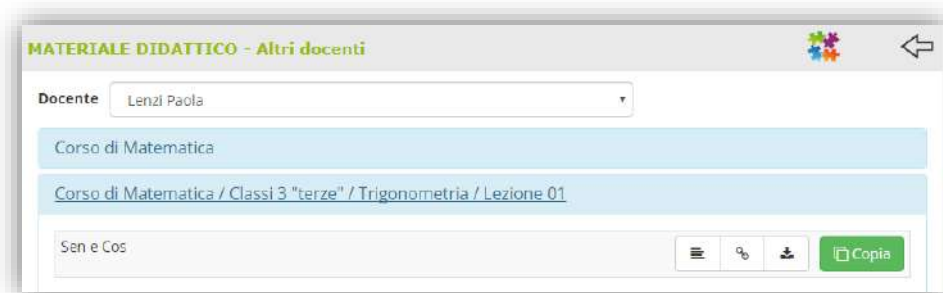 MATERIALE DIDATTICO - Altri docenti
Docente Lenzi Paola
Corso di Matematica
Corso di Matematica / Classi 3 "terze" / Trigonometria / Lezione 01
Sen e Cos Copia